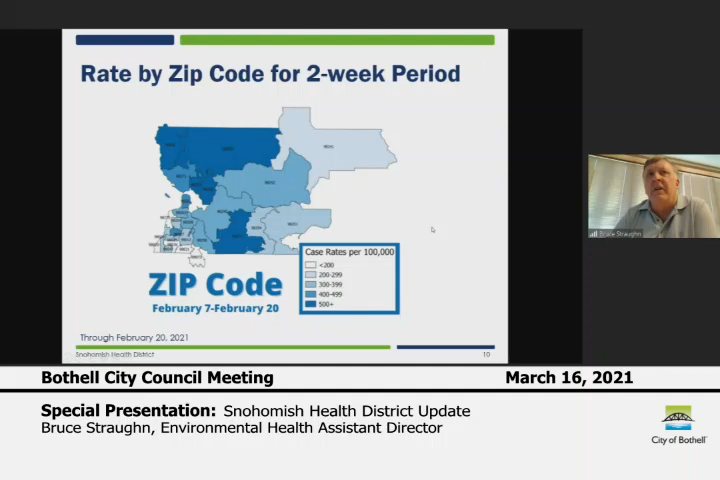 Rate by Zip Code for 2-week Period
Case Rates per 100,000
<200
200-299
300-399
400-499
500+
ZIP Code
February 7-February 20
Through February 20, 2021
Snohomish Health District
10
Bruce Straughn
Bothell City Council Meeting
March 16, 2021
Special Presentation: Snohomish Health District Update
Bruce Straughn, Environmental Health Assistant Director
City of Bothell